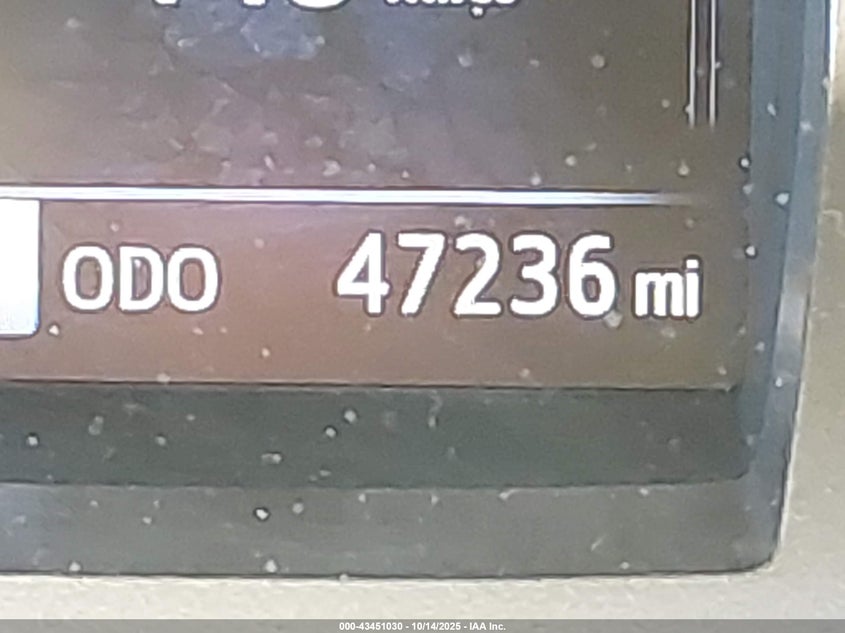 ODO 47236 mi
000-43451030 - 10/14/2025 - IAA Inc.